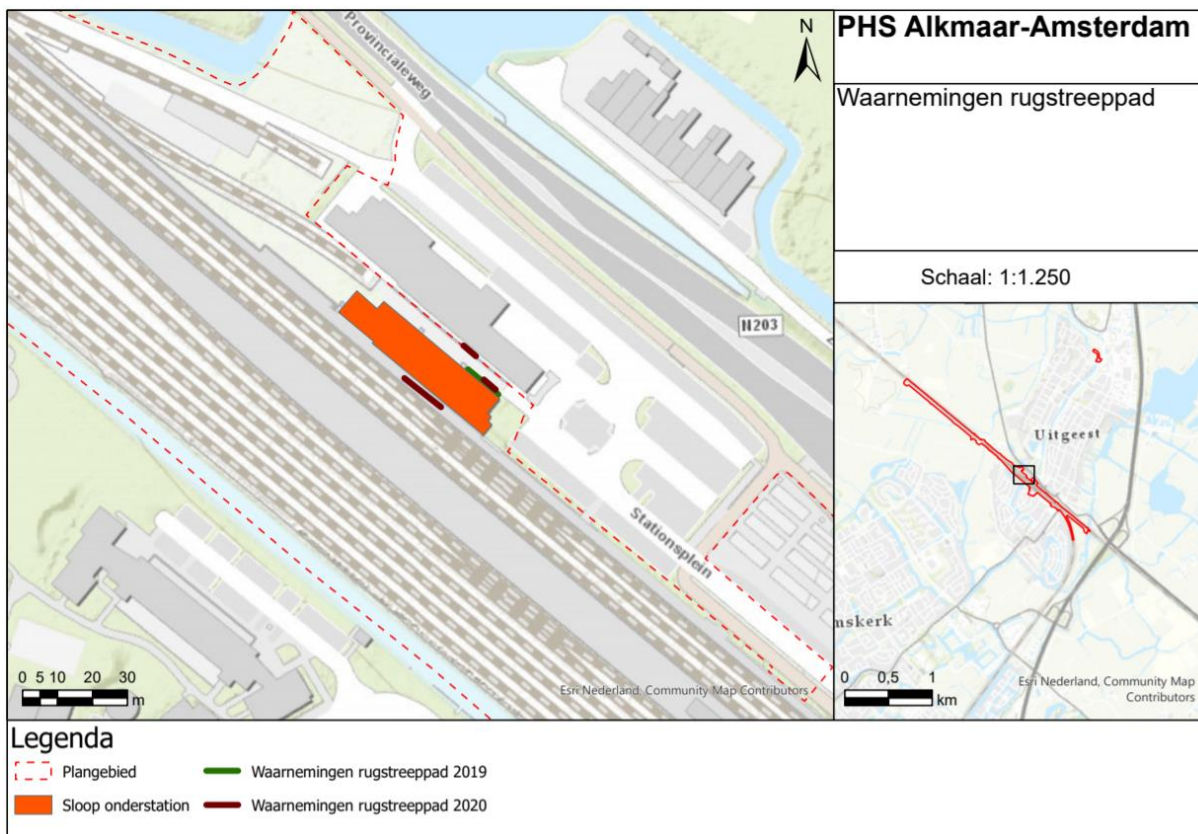 PHS Alkmaar-Amsterdam
Waarnemingen rugstreeppad
Schaal: 1:1.250
N
Provincialeweg
N203
Stationsplein
0 5 10 20 30
m
Esri Nederland, Community Map Contributors
Uitgeest
mskerk
0 0,5 1
km
Esri Nederland, Community Map
Contributors
Legenda
Plangebied
Waarnemingen rugstreeppad 2019
Sloop onderstation
Waarnemingen rugstreeppad 2020